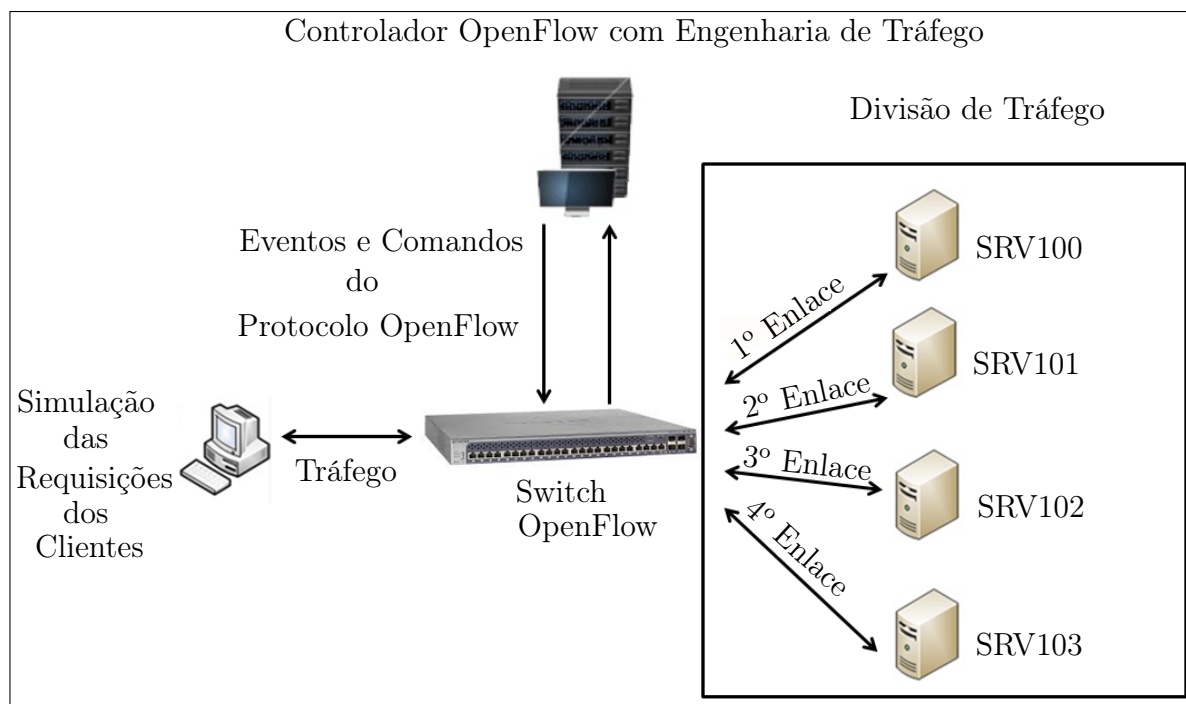 Controlador OpenFlow com Engenharia de Tráfego
Divisão de Tráfego
Eventos e Comandos
do
Protocolo OpenFlow
SRV100
1º Enlace
SRV101
2º Enlace
Simulação
das
Requisições
dos
Clientes
Tráfego
Switch
OpenFlow
3º Enlace
SRV102
4º Enlace
SRV103